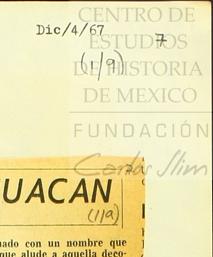 CENTRO DE
Dic/4/67
ESTUDIOS
7
(1/9)
DE HISTORIA
DE MEXICO
FUNDACIÓN
Carlos Slim
UACAN
(11a)
uado con un nombre que
que alude a aquella deco-